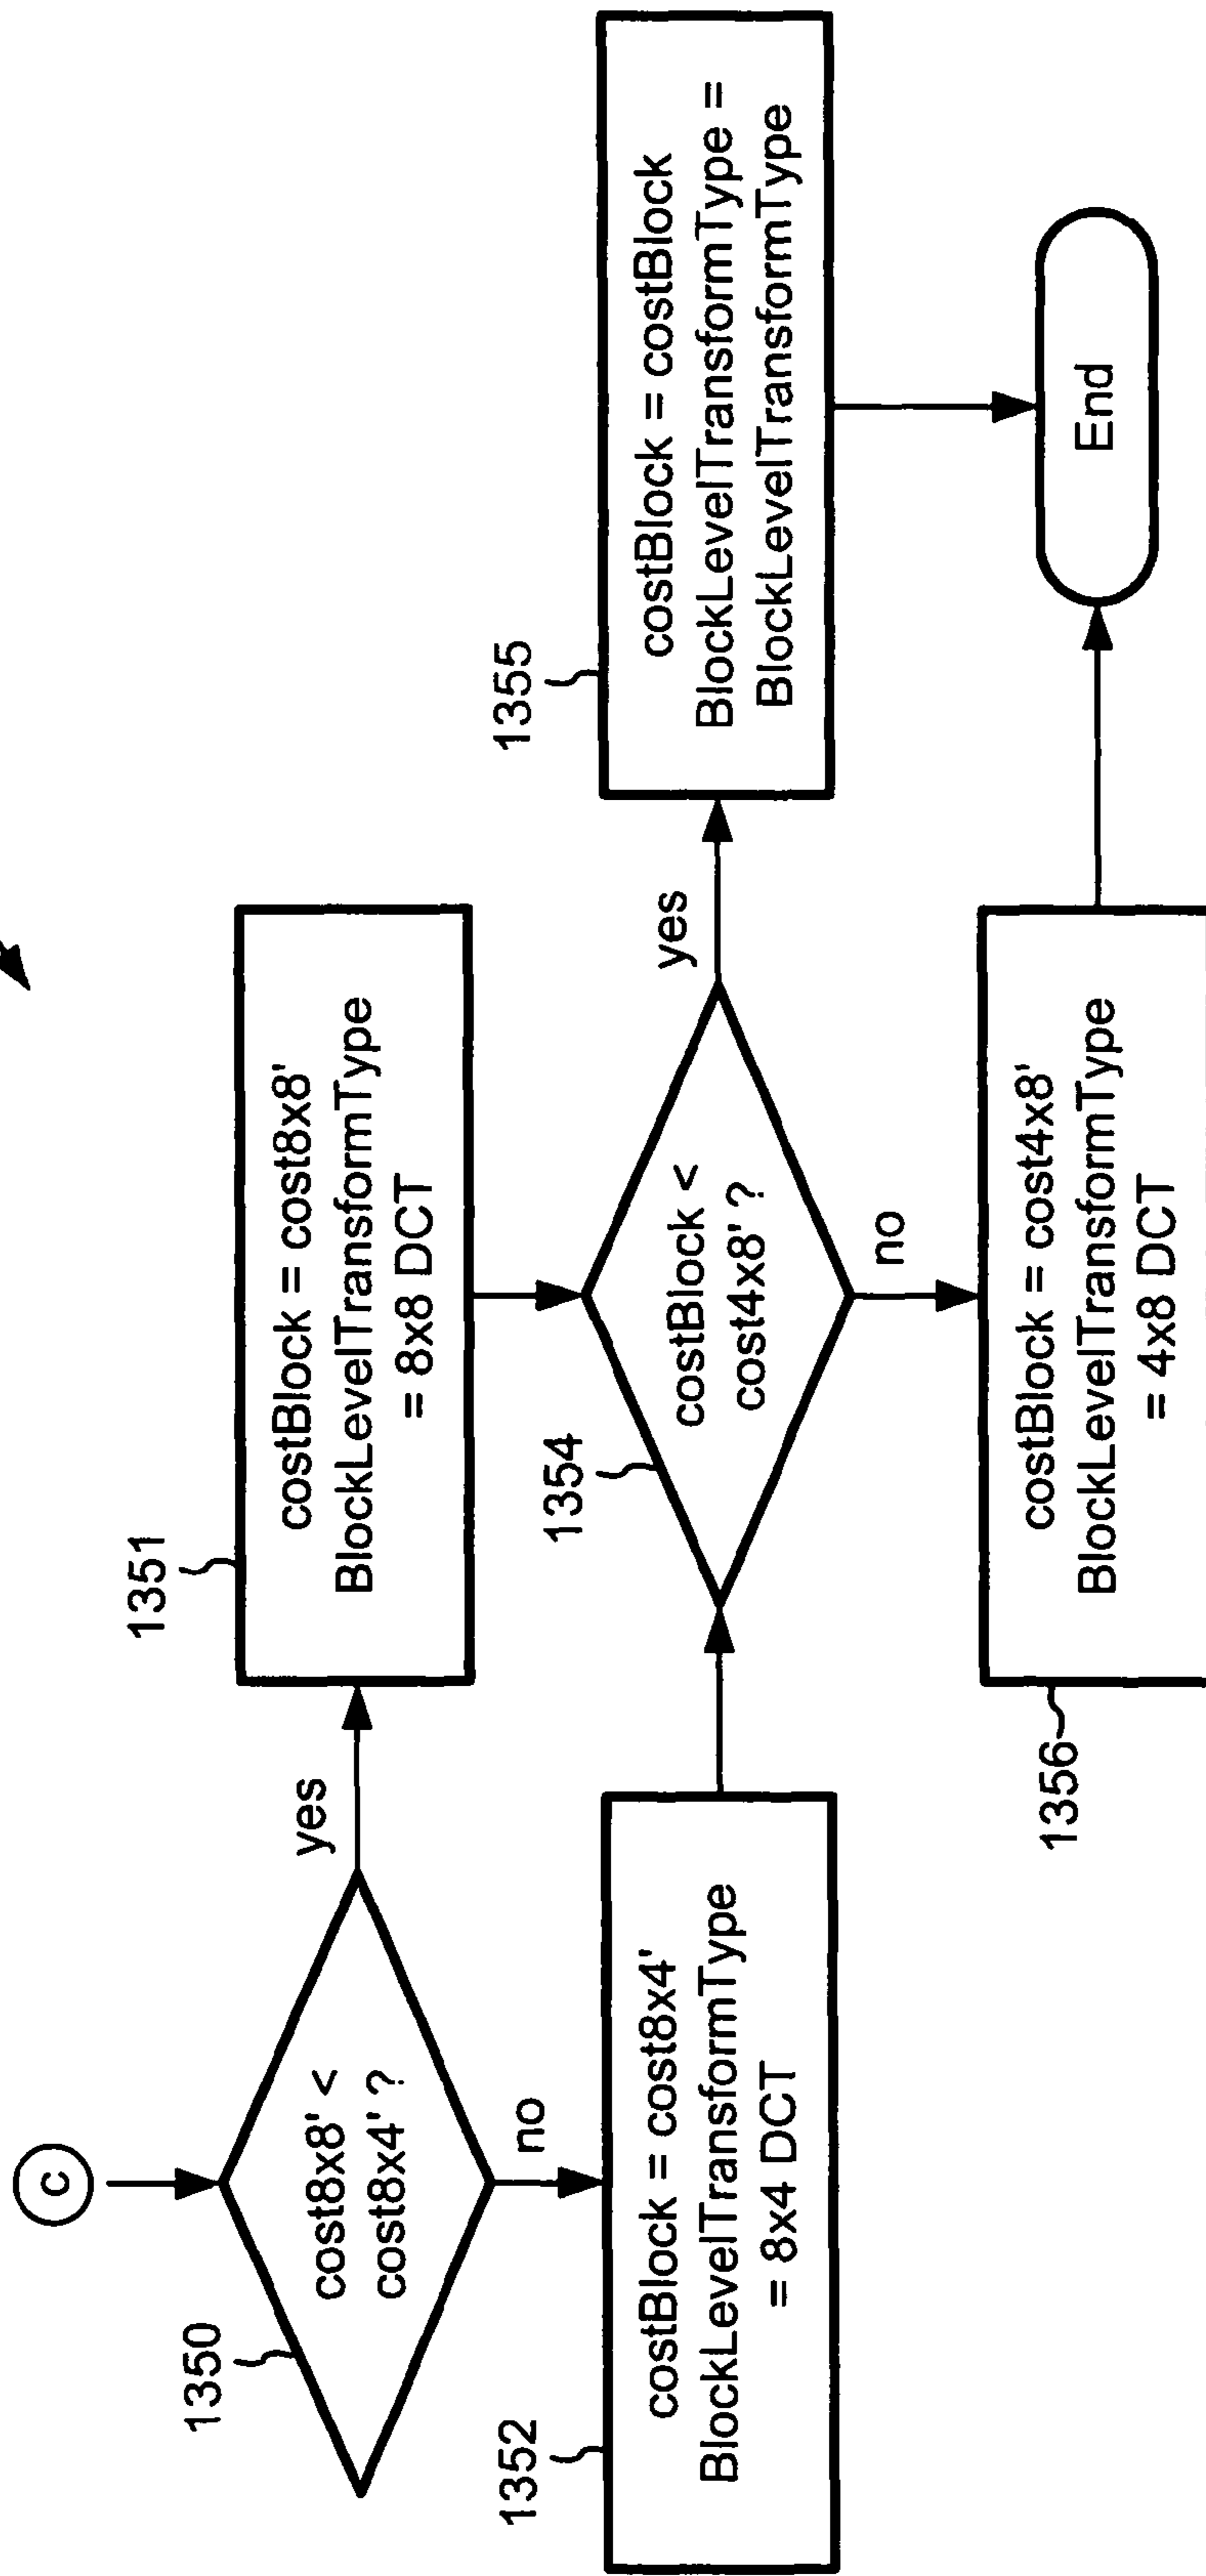 c
1350
cost8x8' <
cost8x4' ?
yes
no
1351
costBlock = cost8x8'
BlockLevelTransformType
= 8x8 DCT
1352
costBlock = cost8x4'
BlockLevelTransformType
= 8x4 DCT
1354
costBlock <
cost4x8' ?
yes
no
1355
costBlock = costBlock
BlockLevelTransformType =
BlockLevelTransformType
1356
costBlock = cost4x8'
BlockLevelTransformType
= 4x8 DCT
End